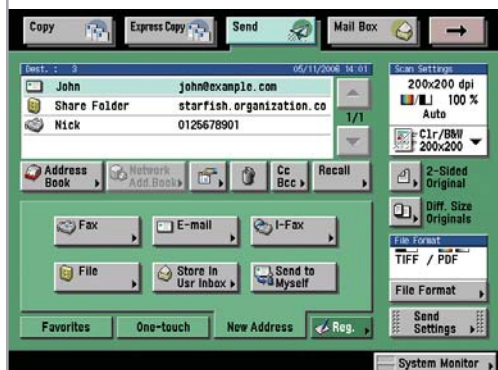 Copy
Express Copy
Send
Mail Box
Dest. : 3
05/11/2006 14:01
John
john@example.com
Share Folder
starfish.organization.co
Nick
0125678901
1/1
Address
Book
Network
Add.Book
Cc
Bcc
Recall
Fax
E-mail
I-Fax
File
Store In
Usr Inbox
Send to
Myself
Favorites
One-touch
New Address
Reg.
Scan Settings
200x200 dpi
100 %
Auto
Clr/B&W
200x200
2-Sided
Original
Diff. Size
Originals
File Format
TIFF / PDF
File Format
Send
Settings
System Monitor